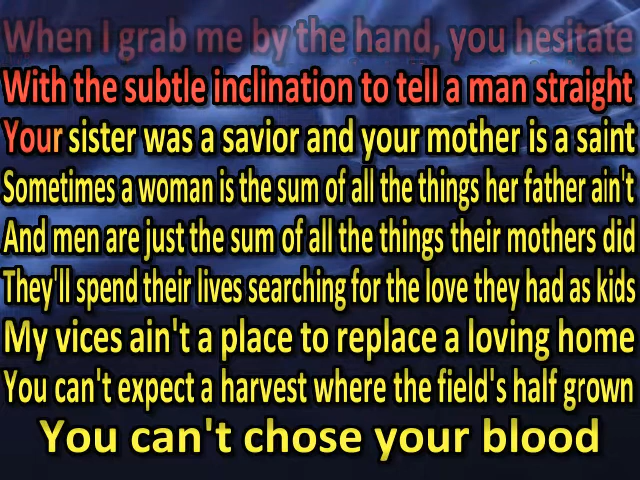 When I grab me by the hand, you hesitate
With the subtle inclination to tell a man straight
Your sister was a savior and your mother is a saint
Sometimes a woman is the sum of all the things her father ain't
And men are just the sum of all the things their mothers did
They'll spend their lives searching for the love they had as kids
My vices ain't a place to replace a loving home
You can't expect a harvest where the field's half grown
You can't chose your blood